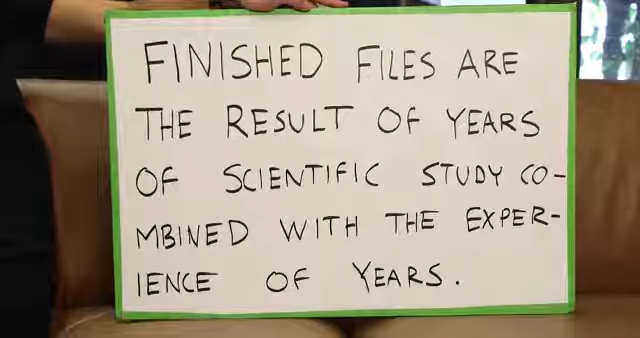 FINISHED FILES ARE
THE RESULT OF YEARS
OF SCIENTIFIC STUDY CO-
MBINED WITH THE EXPER-
IENCE OF YEARS.